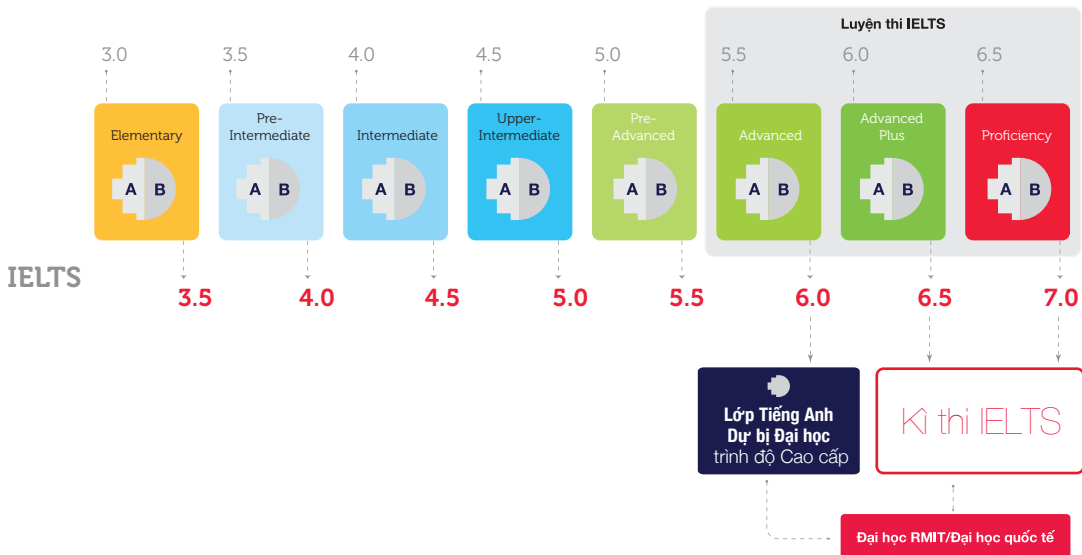 Luyện thi IELTS
3.0 3.5 4.0 4.5 5.0 5.5 6.0 6.5
Elementary
Pre-
Intermediate
Intermediate
Upper-
Intermediate
Pre-
Advanced
Advanced
Advanced
Plus
Proficiency
A B A B A B A B A B A B A B A B
IELTS
3.5 4.0 4.5 5.0 5.5 6.0 6.5 7.0
Lớp Tiếng Anh
Dự bị Đại học
trình độ Cao cấp
Kì thi IELTS
Đại học RMIT/Đại học quốc tế